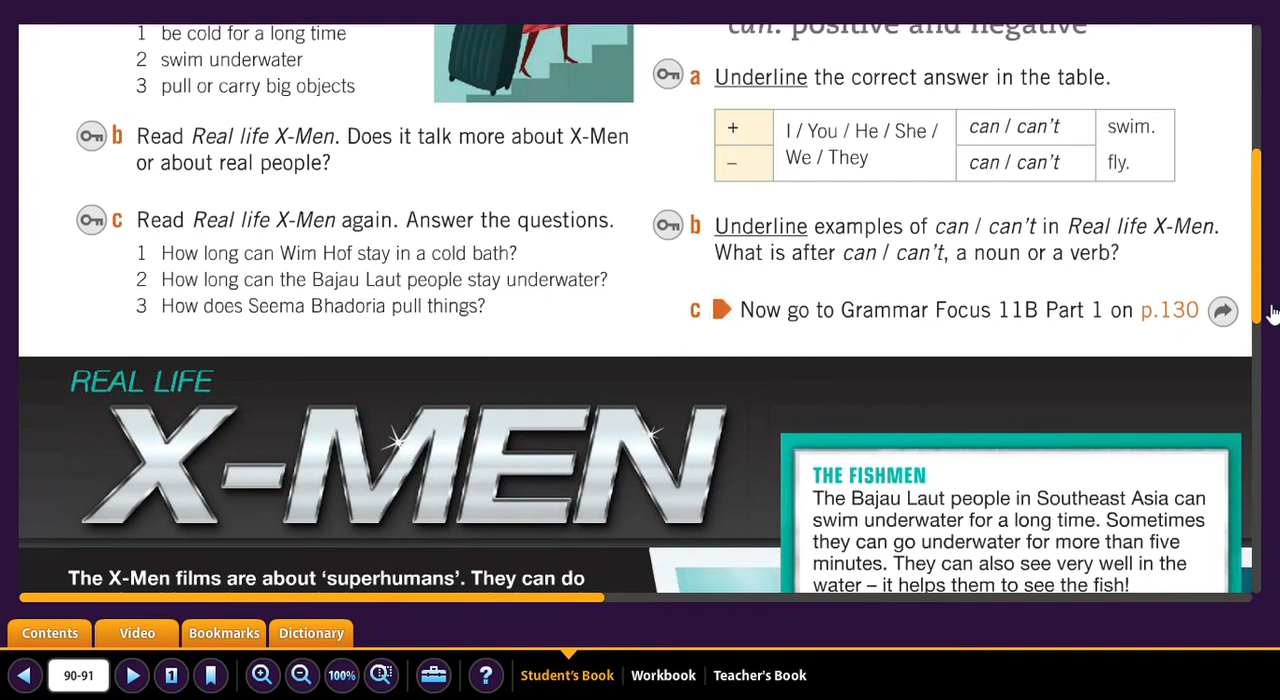 1 be cold for a long time
2 swim underwater
3 pull or carry big objects
b Read Real life X-Men. Does it talk more about X-Men
or about real people?
c Read Real life X-Men again. Answer the questions.
1 How long can Wim Hof stay in a cold bath?
2 How long can the Bajau Laut people stay underwater?
3 How does Seema Bhadoria pull things?
can: positive and negative
a Underline the correct answer in the table.
+ I / You / He / She / can / can't swim.
– We / They can / can't fly.
b Underline examples of can / can't in Real life X-Men.
What is after can / can't, a noun or a verb?
c Now go to Grammar Focus 11B Part 1 on p.130
REAL LIFE
X-MEN
The X-Men films are about 'superhumans'. They can do
THE FISHMEN
The Bajau Laut people in Southeast Asia can
swim underwater for a long time. Sometimes
they can go underwater for more than five
minutes. They can also see very well in the
water – it helps them to see the fish!
Contents Video Bookmarks Dictionary
90-91 1 100% ? Student's Book Workbook Teacher's Book